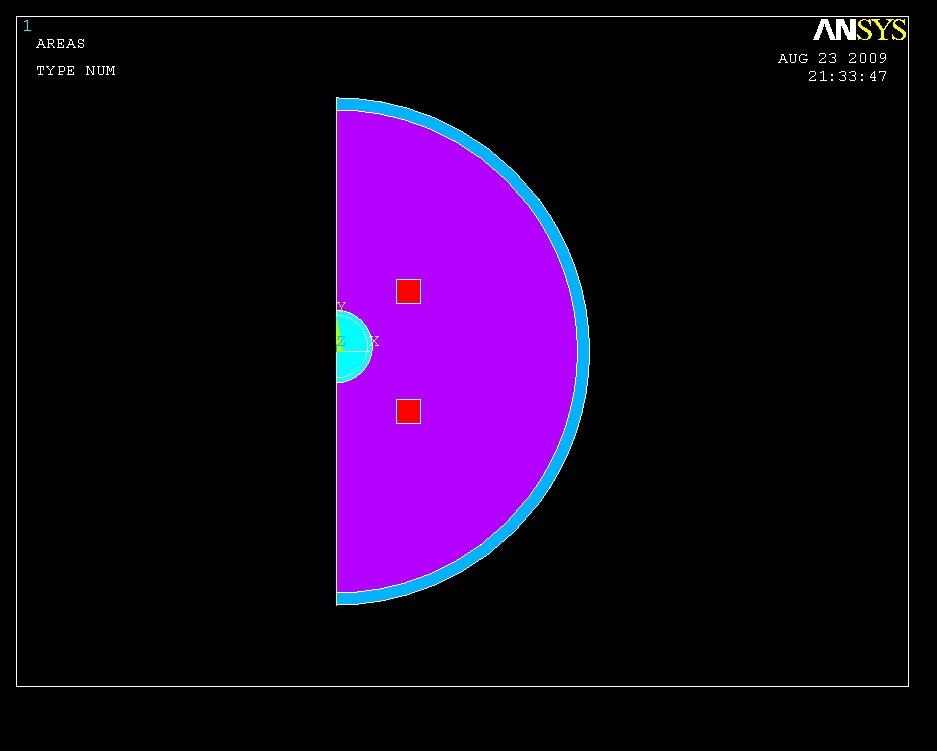 1
ANSYS
AREAS
AUG 23 2009
TYPE NUM
21:33:47
Y
Z
X